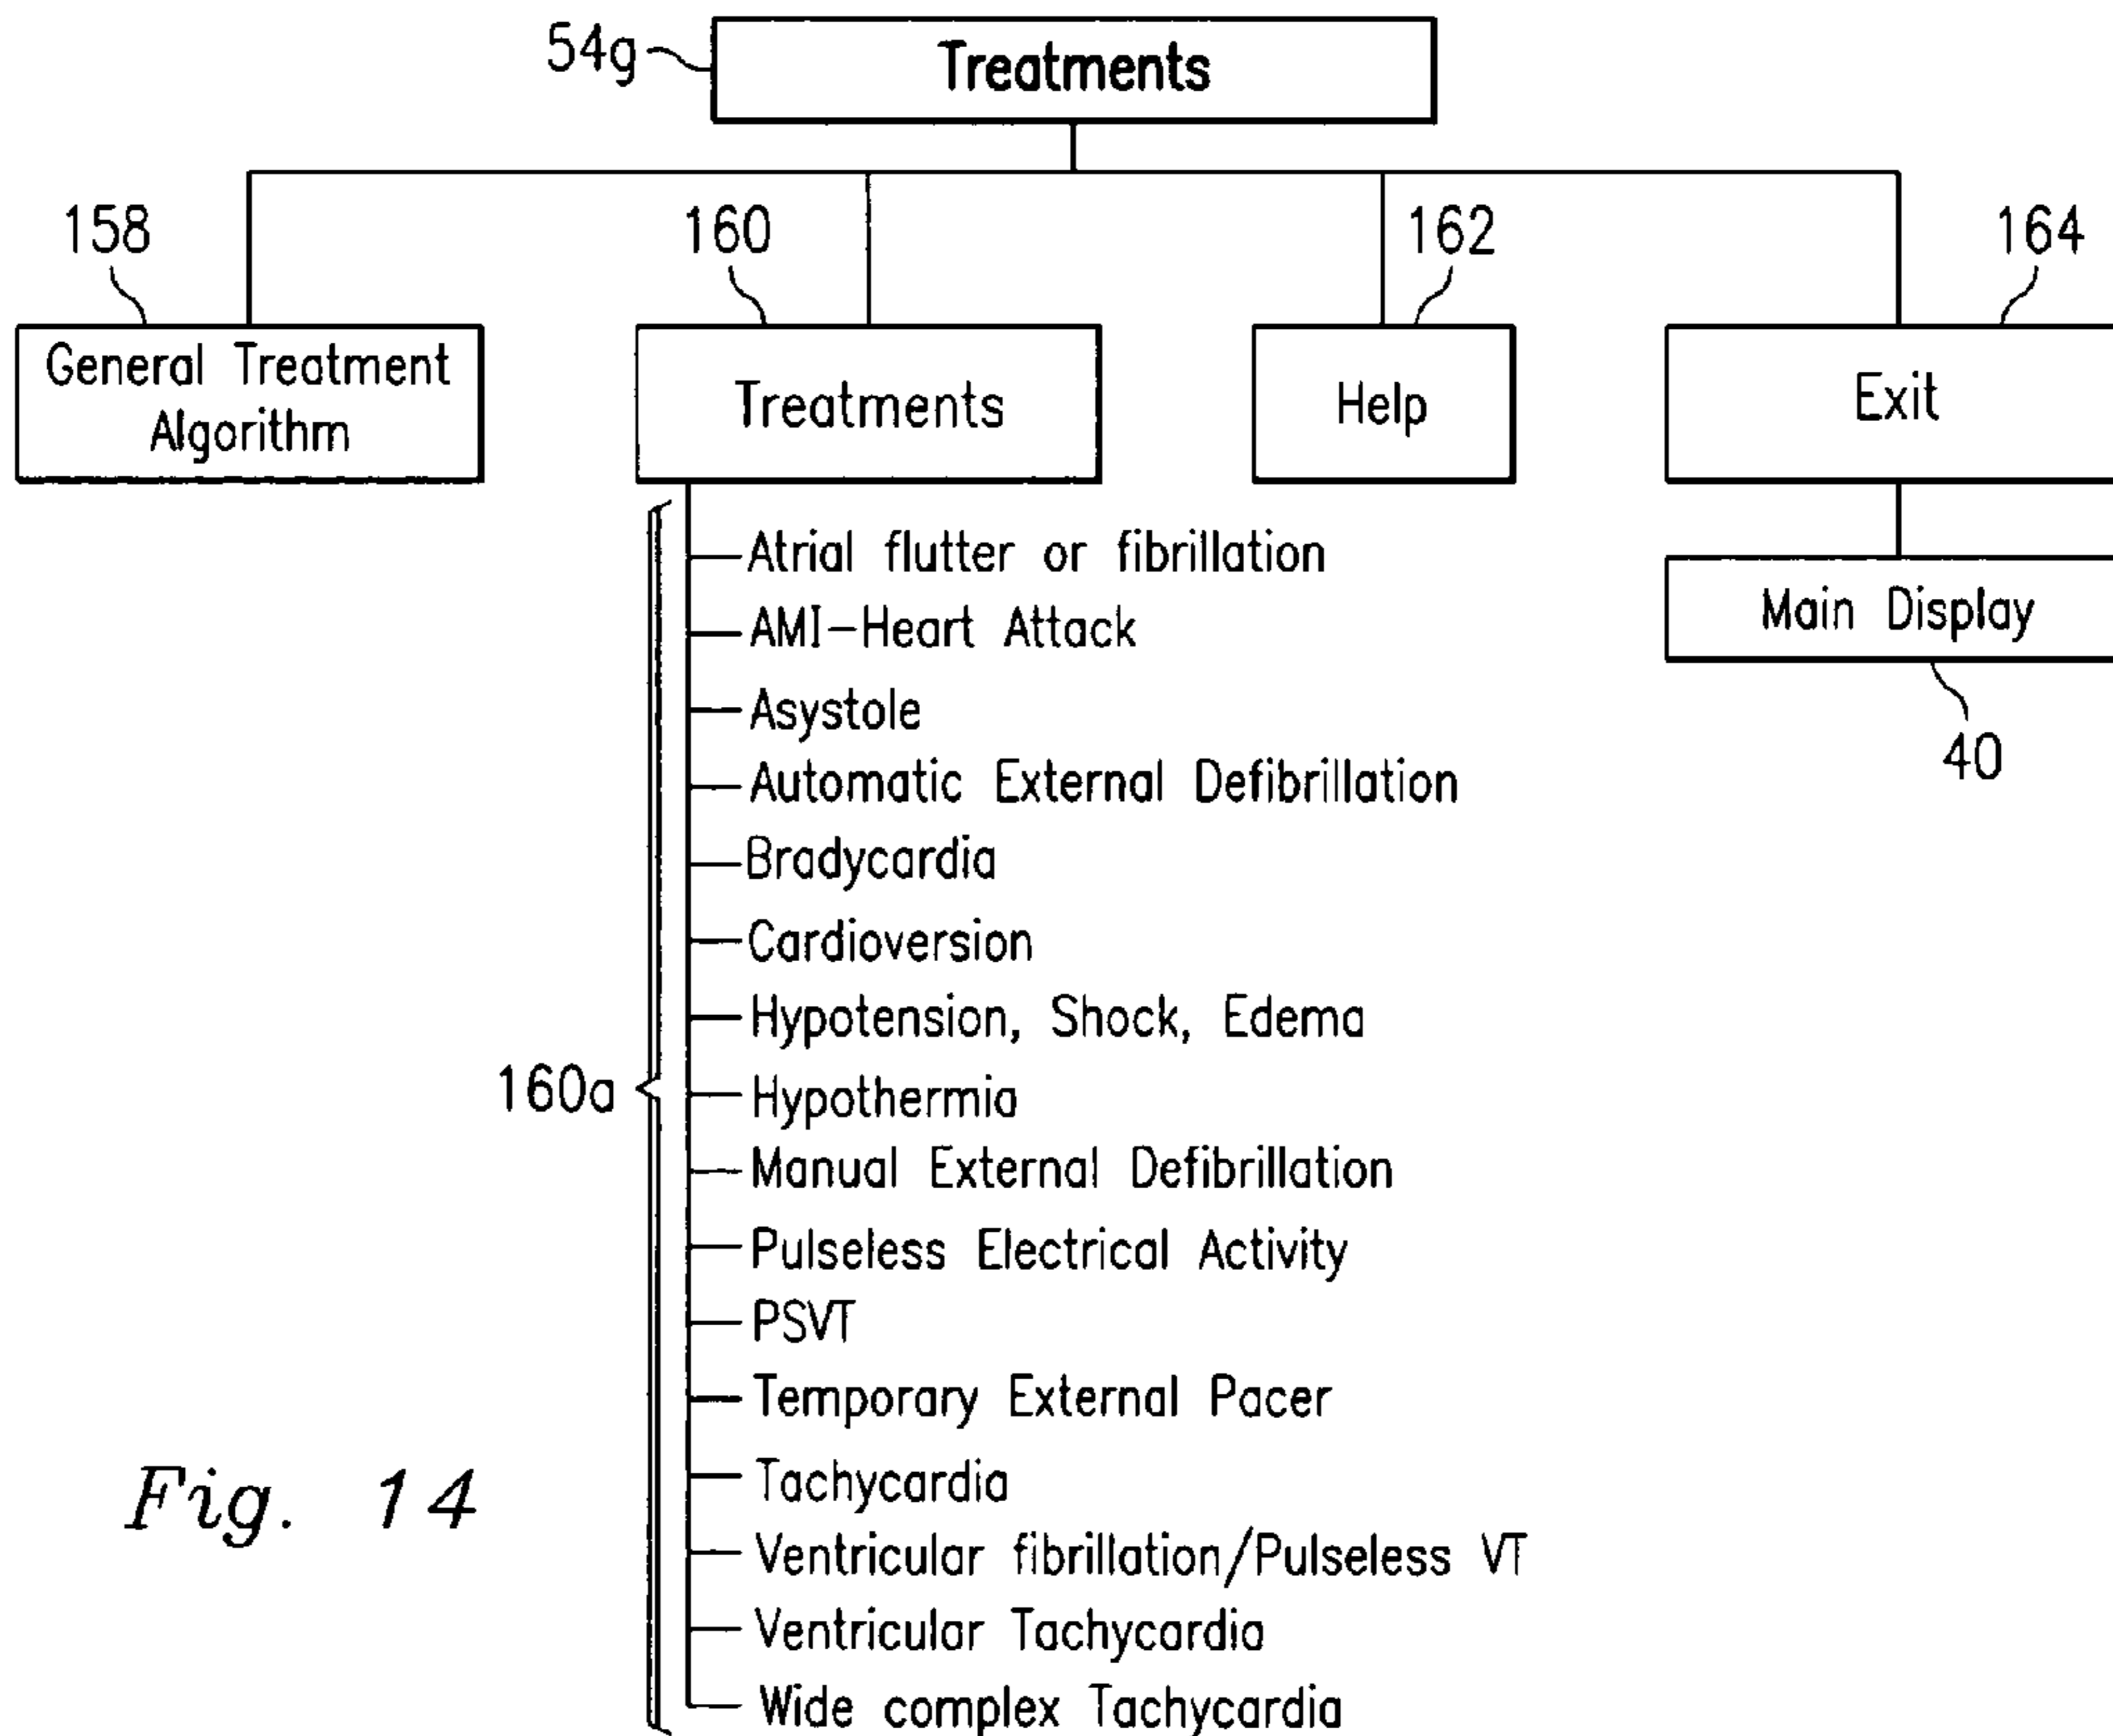 54g
Treatments
158
160
162
164
General Treatment
Algorithm
Treatments
Help
Exit
Main Display
40
160a
Atrial flutter or fibrillation
AMI-Heart Attack
Asystole
Automatic External Defibrillation
Bradycardia
Cardioversion
Hypotension, Shock, Edema
Hypothermia
Manual External Defibrillation
Pulseless Electrical Activity
PSVT
Temporary External Pacer
Tachycardia
Ventricular fibrillation/Pulseless VT
Ventricular Tachycardia
Wide complex Tachycardia
Fig. 14